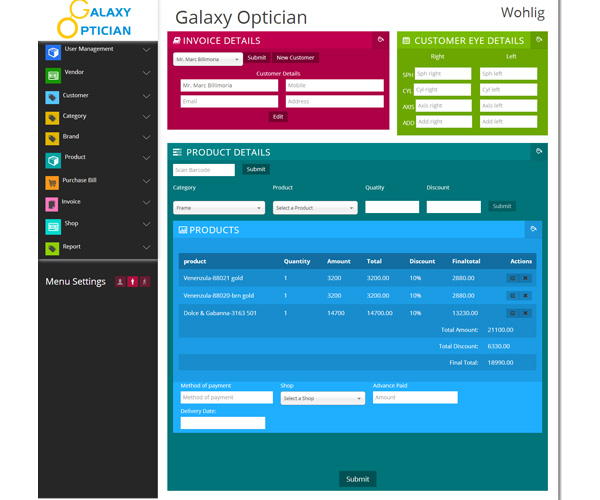 GALAXY
OPTICIAN
User Management
Vendor
Customer
Category
Brand
Product
Purchase Bill
Invoice
Shop
Report
Menu Settings
Galaxy Optician
Wohlig
INVOICE DETAILS
Mr. Marc Billimoria Submit New Customer
Customer Details
Mr. Marc Billimoria Mobile
Email Address
Edit
CUSTOMER EYE DETAILS
Right Left
SPH Sph right Sph left
CYL Cyl right Cyl left
AXIS Axis right Axis left
ADD Add right Add left
PRODUCT DETAILS
Scan Barcode Submit
Category Product Quatity Discount
Frame Select a Product Submit
PRODUCTS
product Quantity Amount Total Discount Finaltotal Actions
Venenzula-88021 gold 1 3200 3200.00 10% 2880.00
Venenzula-88020-brn gold 1 3200 3200.00 10% 2880.00
Dolce & Gabanna-3163 501 1 14700 14700.00 10% 13230.00
Total Amount: 21100.00
Total Discount: 6330.00
Final Total: 18990.00
Method of payment Shop Advance Paid
Method of payment Select a Shop Amount
Delivery Date:
Submit